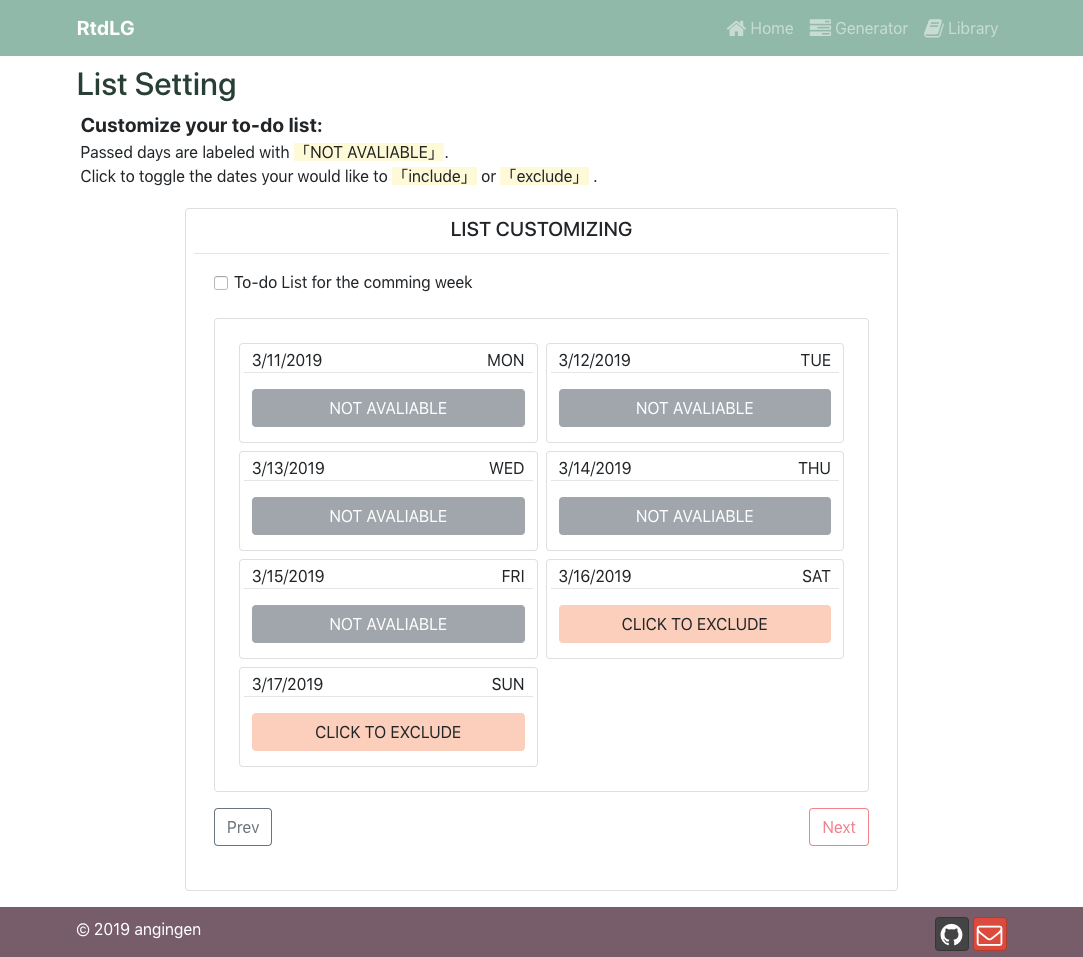 RtdLG
Home Generator Library
List Setting
Customize your to-do list:
Passed days are labeled with 「NOT AVALIABLE」.
Click to toggle the dates your would like to 「include」 or 「exclude」 .
LIST CUSTOMIZING
To-do List for the comming week
3/11/2019 MON
NOT AVALIABLE
3/12/2019 TUE
NOT AVALIABLE
3/13/2019 WED
NOT AVALIABLE
3/14/2019 THU
NOT AVALIABLE
3/15/2019 FRI
NOT AVALIABLE
3/16/2019 SAT
CLICK TO EXCLUDE
3/17/2019 SUN
CLICK TO EXCLUDE
Prev
Next
© 2019 angingen